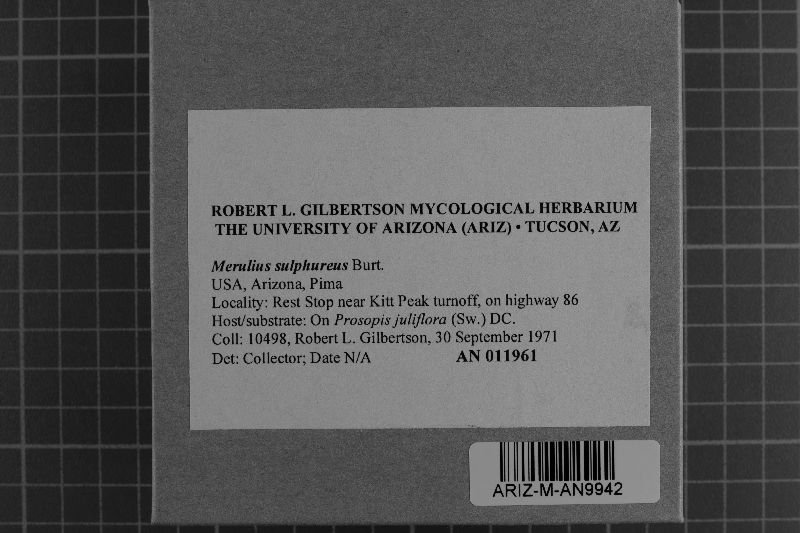 ROBERT L. GILBERTSON MYCOLOGICAL HERBARIUM
THE UNIVERSITY OF ARIZONA (ARIZ) • TUCSON, AZ
Merulius sulphureus Burt.
USA, Arizona, Pima
Locality: Rest Stop near Kitt Peak turnoff, on highway 86
Host/substrate: On Prosopis juliflora (Sw.) DC.
Coll: 10498, Robert L. Gilbertson, 30 September 1971
Det: Collector; Date N/A AN 011961
ARIZ-M-AN9942